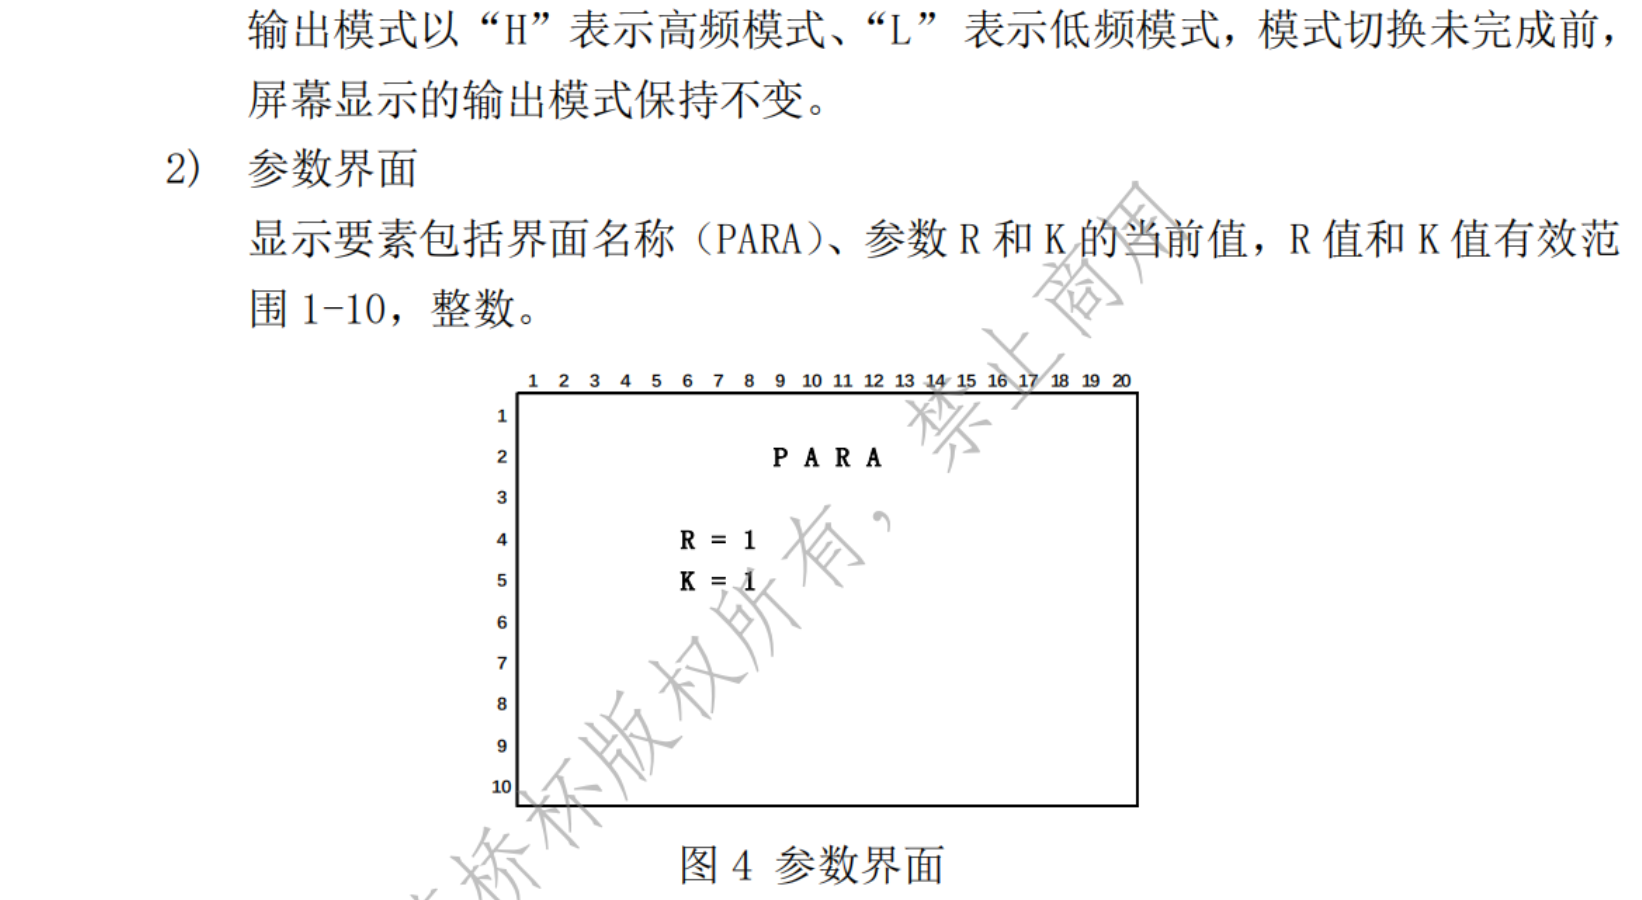 输出模式以“H”表示高频模式、“L” 表示低频模式，模式切换未完成前，
屏幕显示的输出模式保持不变。
2) 参数界面
显示要素包括界面名称（PARA）、参数 R 和 K 的当前值，R 值和 K 值有效范
围 1-10，整数。
1 2 3 4 5 6 7 8 9 10 11 12 13 14 15 16 17 18 19 20
1
2 P A R A
3
4 R = 1
5 K = 1
6
7
8
9
10
图 4 参数界面
桥杯版权所有，禁止商用